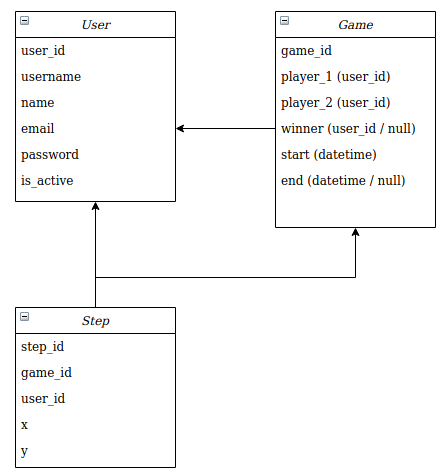 User
user_id
username
name
email
password
is_active
Game
game_id
player_1 (user_id)
player_2 (user_id)
winner (user_id / null)
start (datetime)
end (datetime / null)
Step
step_id
game_id
user_id
x
y